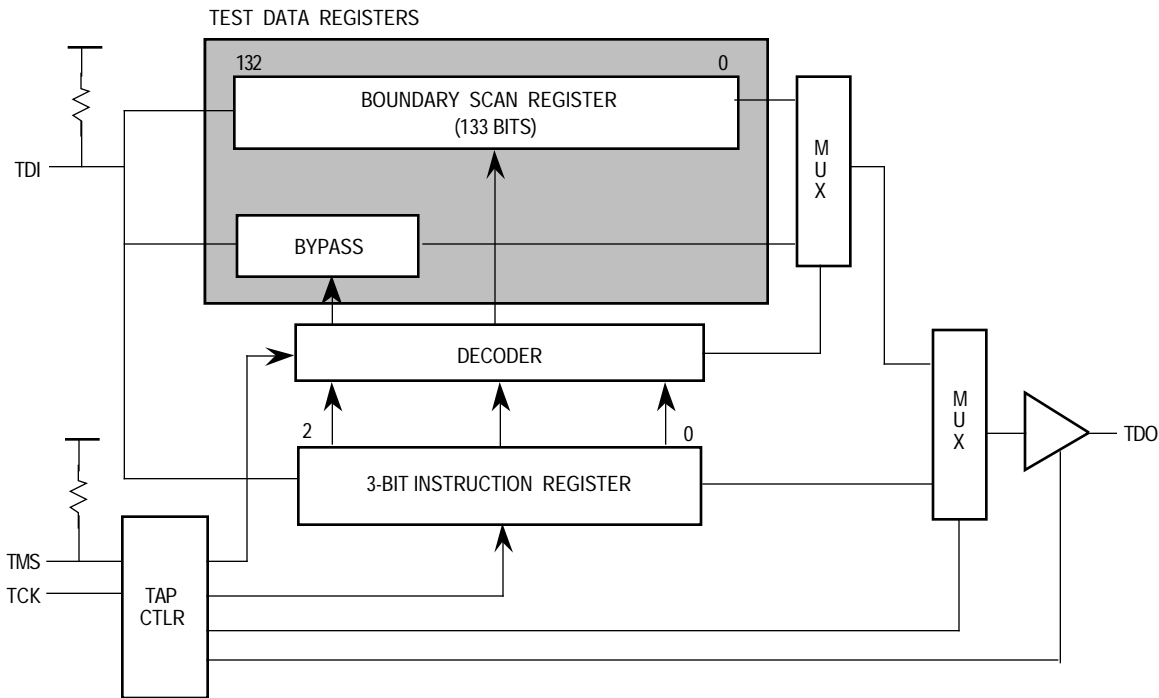 TEST DATA REGISTERS
132
0
BOUNDARY SCAN REGISTER
(133 BITS)
M
U
X
TDI
BYPASS
DECODER
M
U
X
TDO
2
0
3-BIT INSTRUCTION REGISTER
TMS
TCK
TAP
CTLR